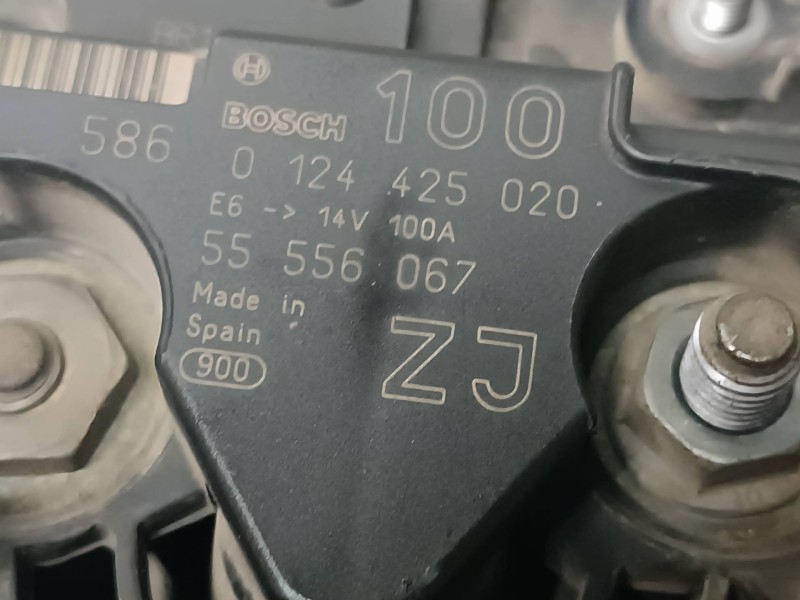 BOSCH 100
586
0 124 425 020
E6 -> 14V 100A
55 556 067
Made in
Spain
ZJ
900